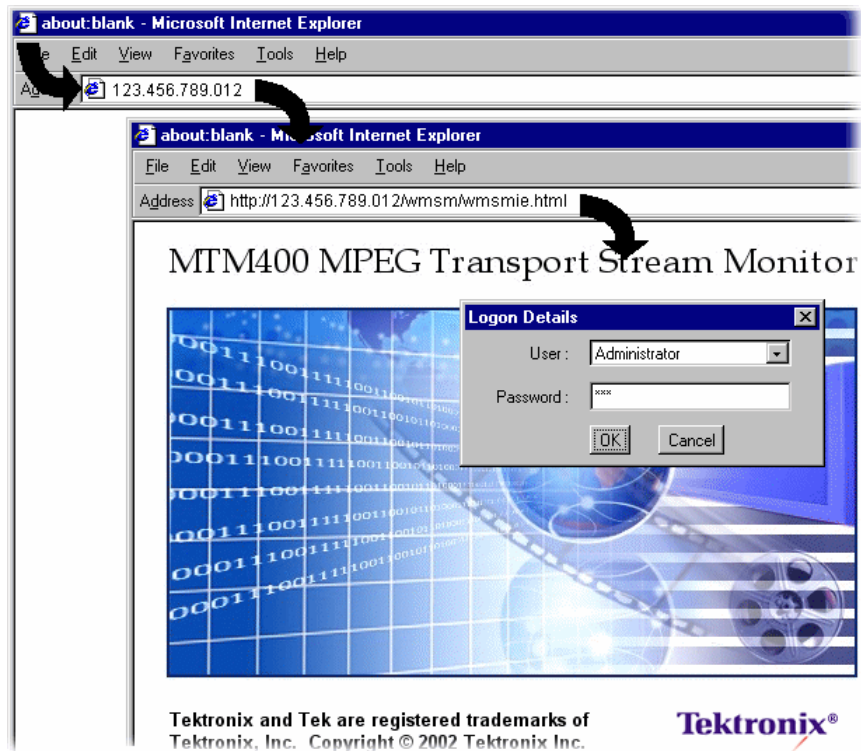 about:blank - Microsoft Internet Explorer
Edit View Favorites Tools Help
123.456.789.012
about:blank - Microsoft Internet Explorer
File Edit View Favorites Tools Help
Address http://123.456.789.012/wmsm/wmsmie.html
MTM400 MPEG Transport Stream Monitor
Logon Details
User : Administrator
Password : ***
OK Cancel
Tektronix and Tek are registered trademarks of
Tektronix, Inc. Copyright © 2002 Tektronix Inc.
Tektronix®